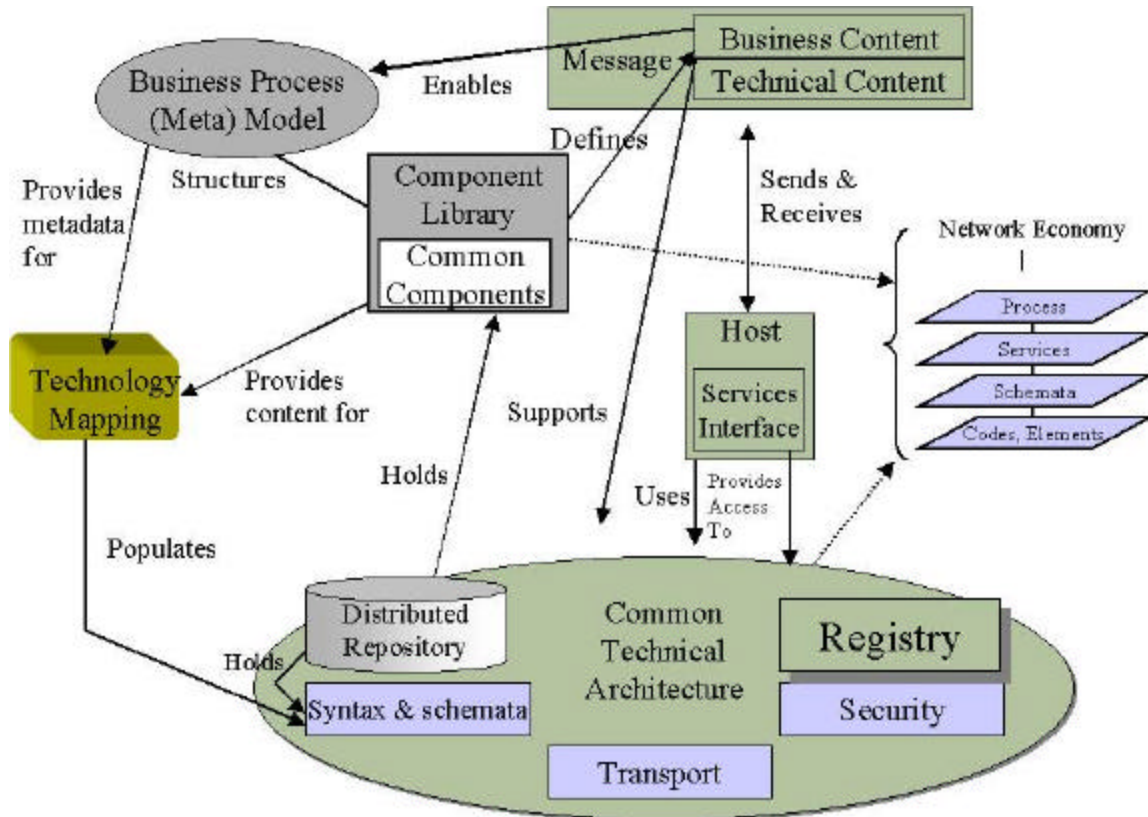 Business Process
(Meta) Model
Enables
Message
Business Content
Technical Content
Defines
Structures
Provides
metadata
for
Component
Library
Common
Components
Sends &
Receives
Network Economy
Process
Services
Schemata
Codes, Elements
Host
Services
Interface
Technology
Mapping
Provides
content for
Supports
Holds
Uses
Provides
Access
To
Populates
Distributed
Repository
Holds
Syntax & schemata
Common
Technical
Architecture
Registry
Security
Transport